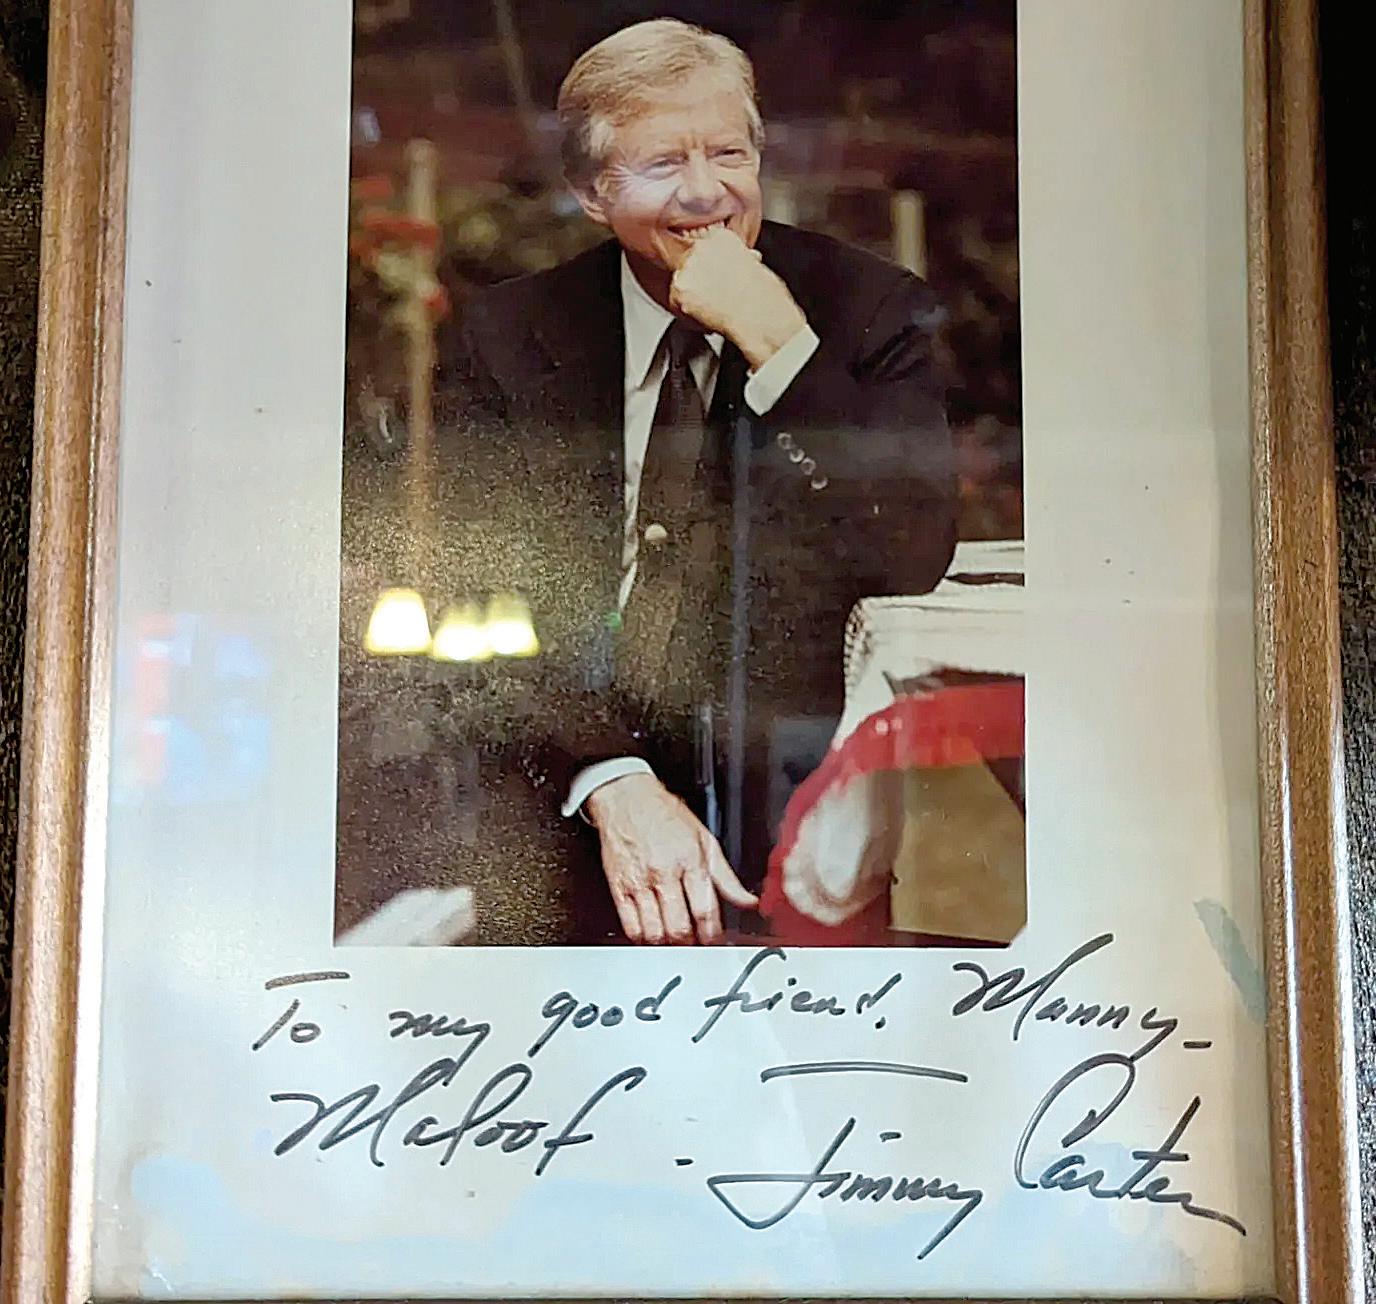 To my good friend, Manny
Maloof - Jimmy Carter